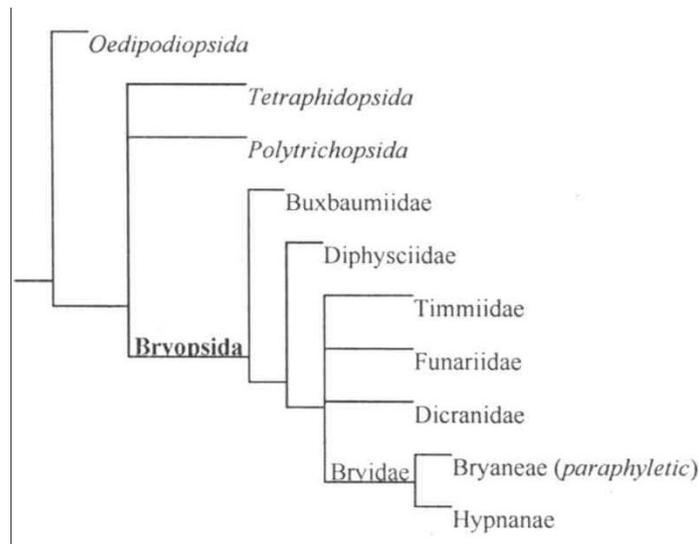 Oedipodiopsida
Tetraphidopsida
Polytrichopsida
Buxbaumiidae
Diphysciidae
Timmiidae
Bryopsida
Funariidae
Dicranidae
Bryaneae (paraphyletic)
Bryidae
Hypnanae